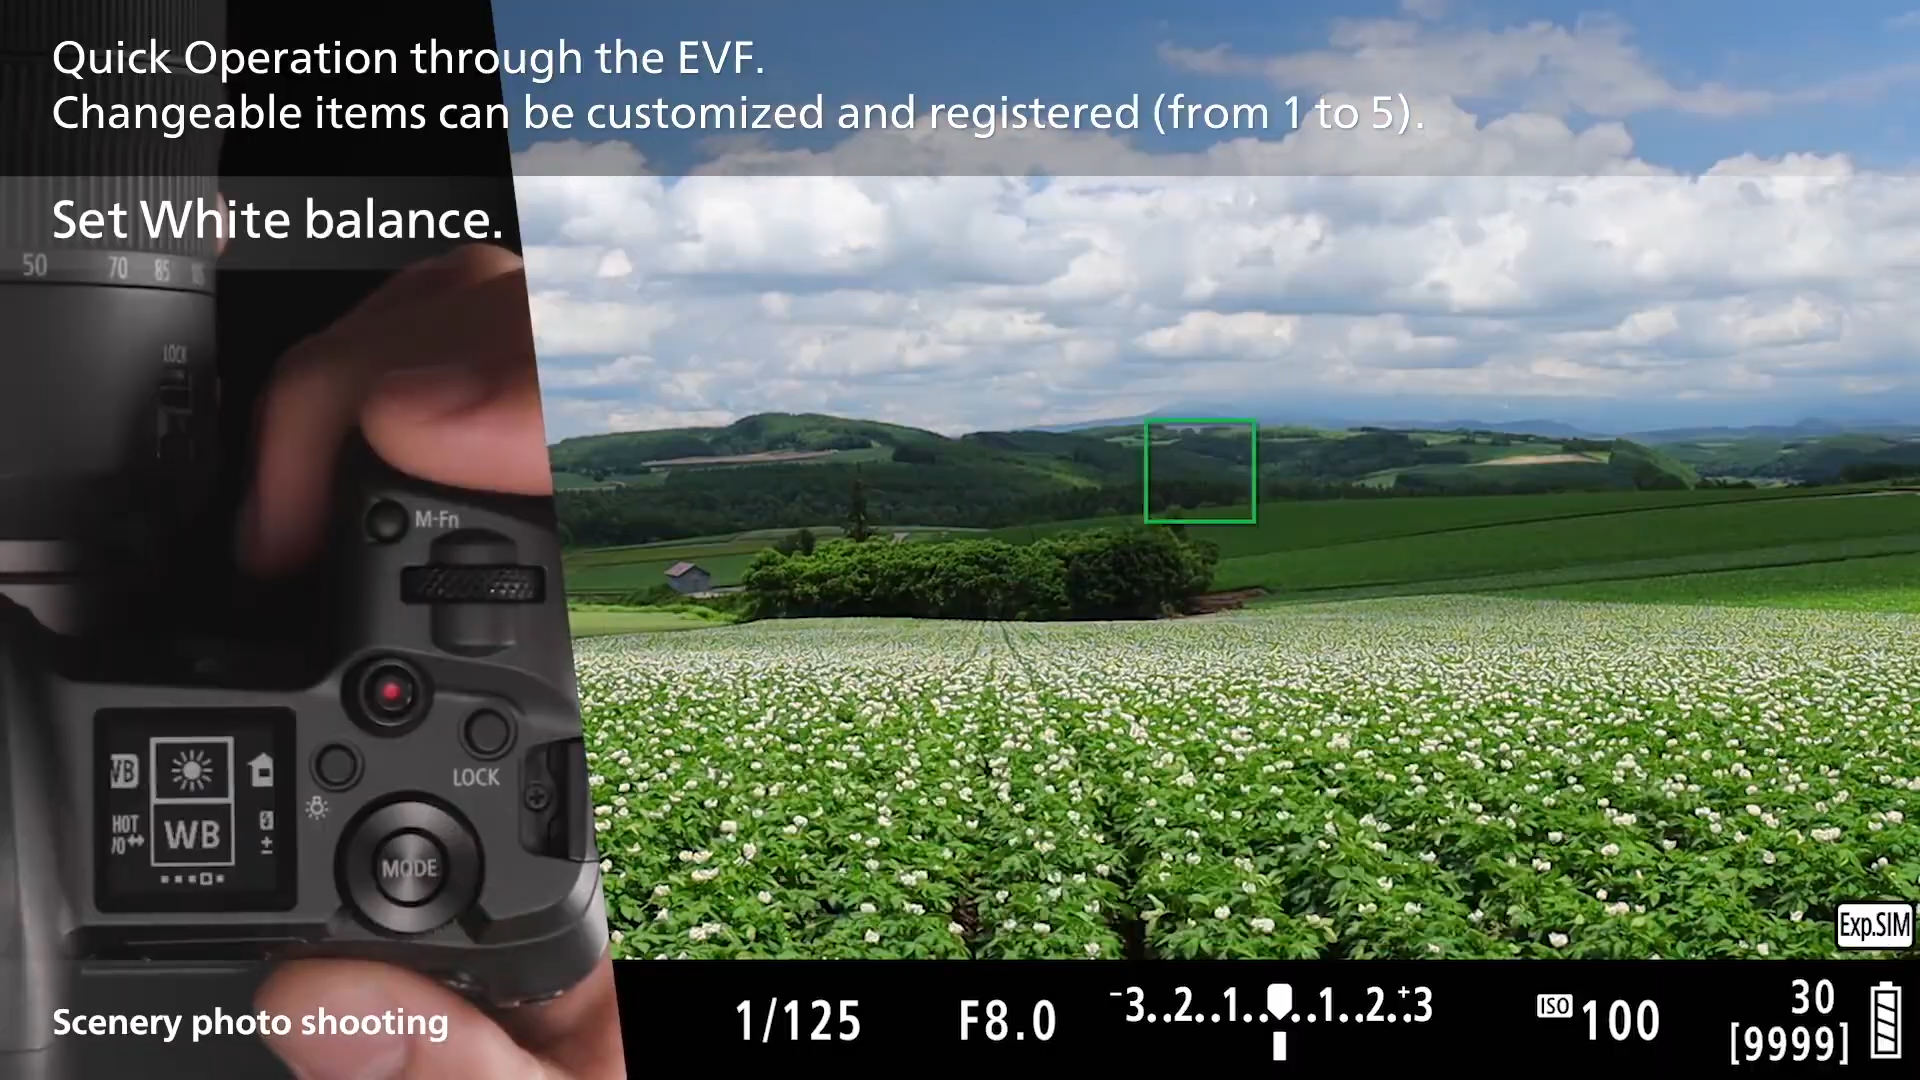 Quick Operation through the EVF.
Changeable items can be customized and registered (from 1 to 5).
Set White balance.
50 70 85
LOCK
M-Fn
LOCK
WB
HOT
WB
MODE
Exp.SIM
Scenery photo shooting
1/125
F8.0
-3..2..1....1..2..+3
ISO 100
30
[9999]